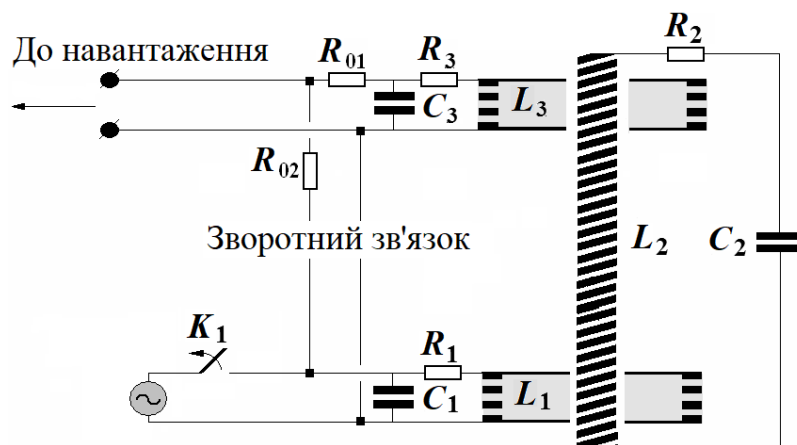 До навантаження
R01
R3
R2
C3
L3
R02
Зворотний зв'язок
L2
C2
K1
R1
C1
L1